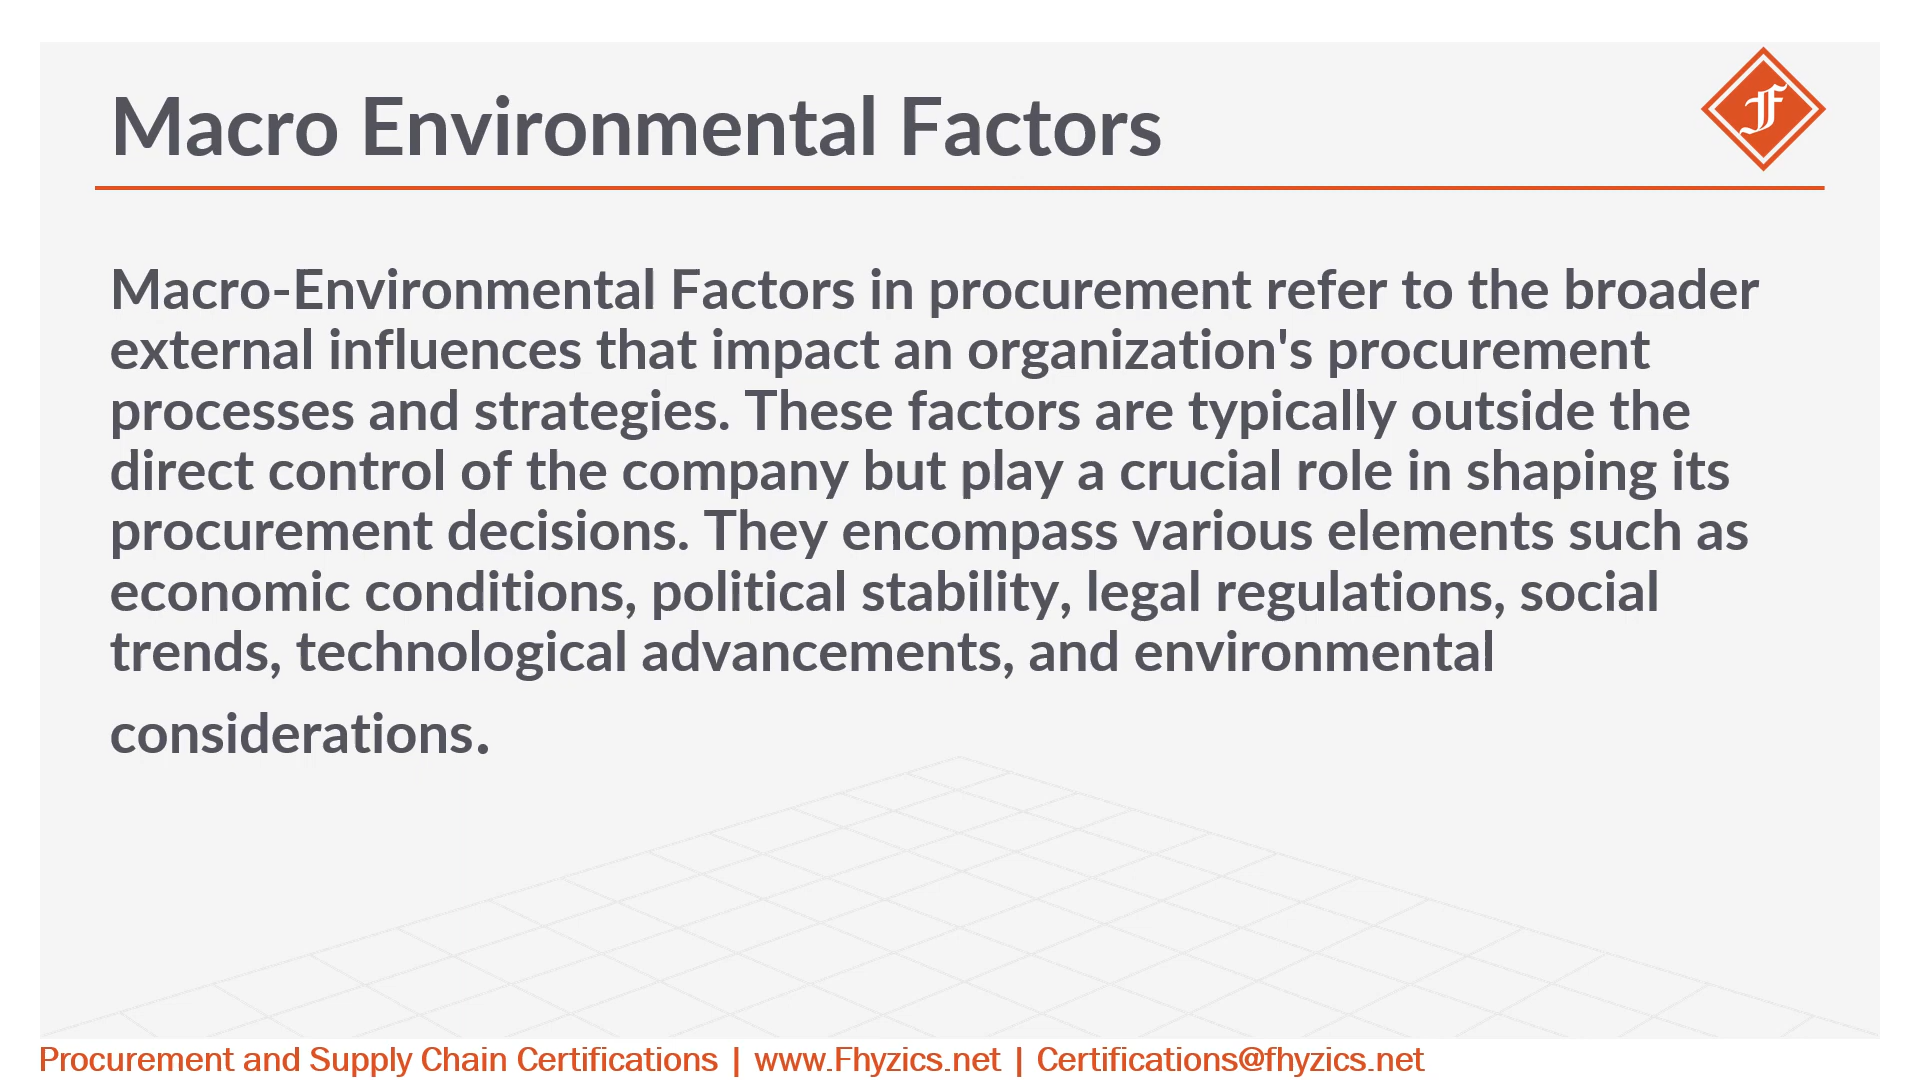 Macro Environmental Factors
F
Macro-Environmental Factors in procurement refer to the broader
external influences that impact an organization's procurement
processes and strategies. These factors are typically outside the
direct control of the company but play a crucial role in shaping its
procurement decisions. They encompass various elements such as
economic conditions, political stability, legal regulations, social
trends, technological advancements, and environmental
considerations.
Procurement and Supply Chain Certifications | www.Fhyzics.net | Certifications@fhyzics.net